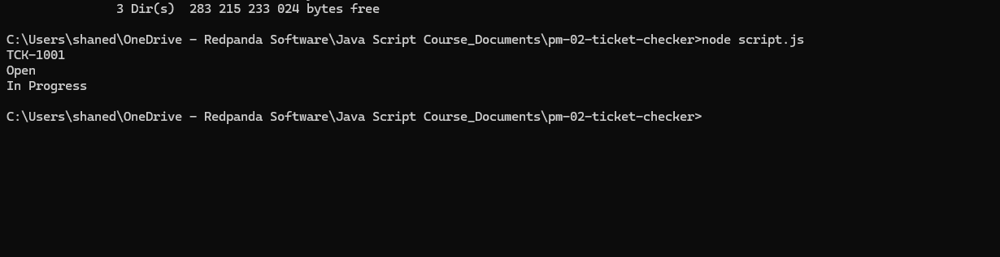 3 Dir(s)  283 215 233 024 bytes free
C:\Users\shaned\OneDrive - Redpanda Software\Java Script Course_Documents\pm-02-ticket-checker>node script.js
TCK-1001
Open
In Progress
C:\Users\shaned\OneDrive - Redpanda Software\Java Script Course_Documents\pm-02-ticket-checker>